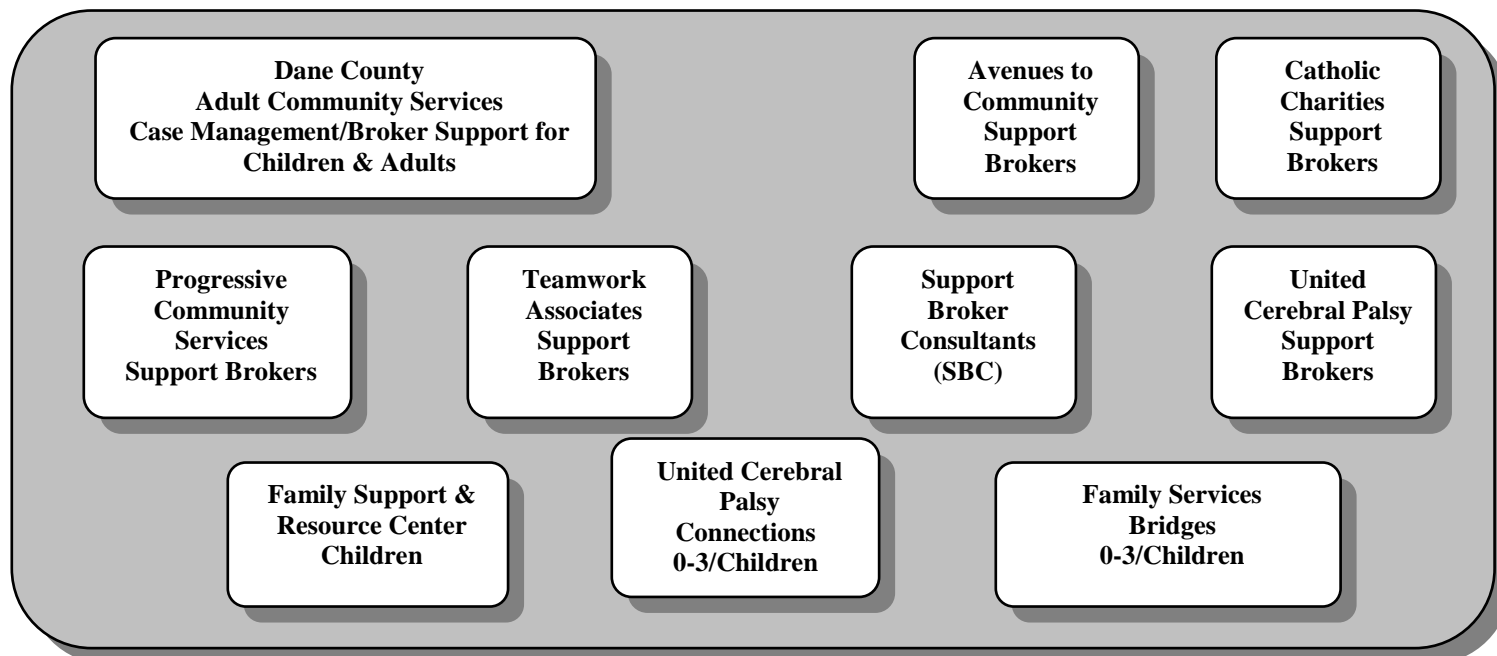 Dane County
Adult Community Services
Case Management/Broker Support for
Children & Adults
Avenues to
Community
Support
Brokers
Catholic
Charities
Support
Brokers
Progressive
Community
Services
Support Brokers
Teamwork
Associates
Support
Brokers
Support
Broker
Consultants
(SBC)
United
Cerebral Palsy
Support
Brokers
Family Support &
Resource Center
Children
United Cerebral
Palsy
Connections
0-3/Children
Family Services
Bridges
0-3/Children